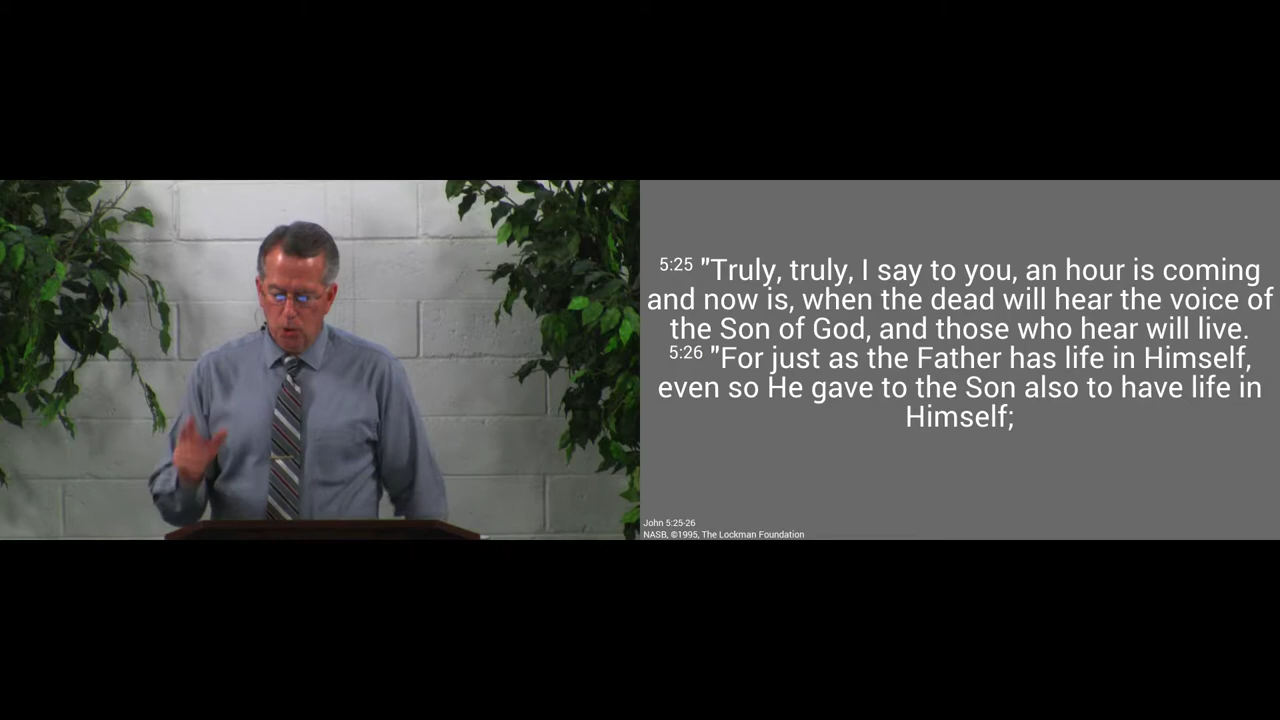 5:25 "Truly, truly, I say to you, an hour is coming
and now is, when the dead will hear the voice of
the Son of God, and those who hear will live.
5:26 "For just as the Father has life in Himself,
even so He gave to the Son also to have life in
Himself;
John 5:25-26
NASB, ©1995, The Lockman Foundation